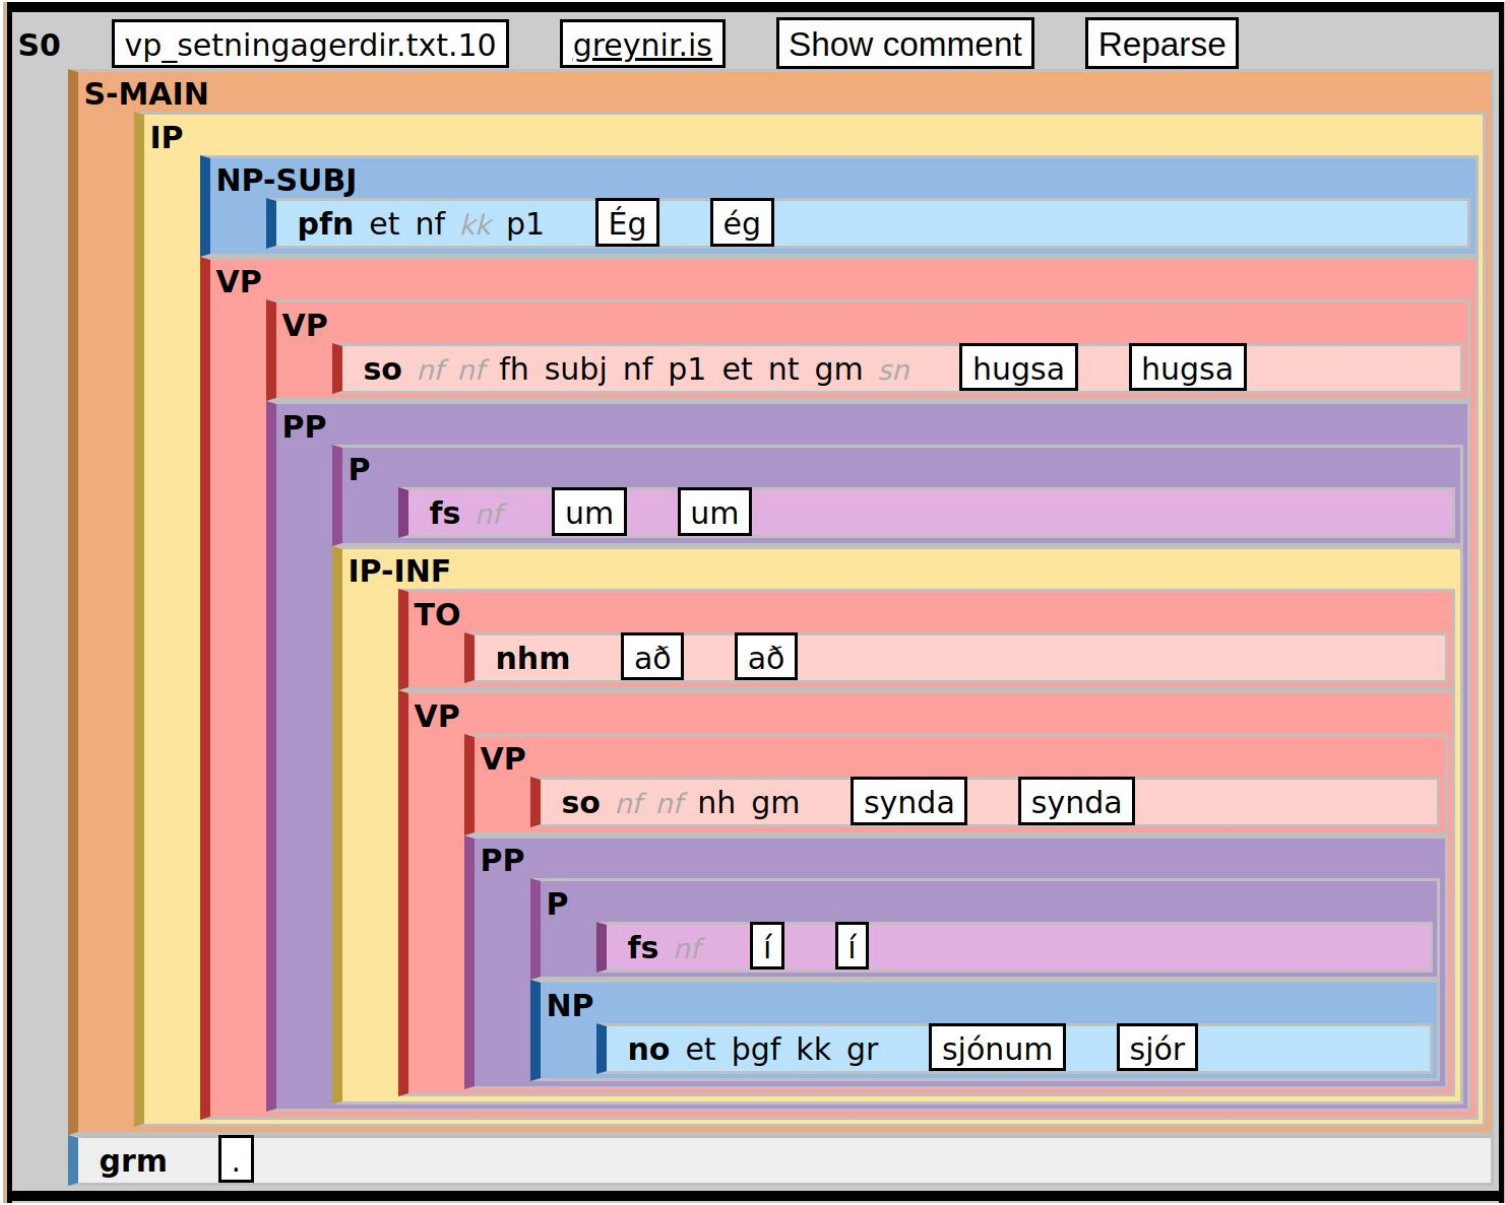 S0 vp_setningagerdir.txt.10 greynir.is Show comment Reparse
S-MAIN
IP
NP-SUBJ
pfn et nf kk p1 Ég ég
VP
VP
so nf nf fh subj nf p1 et nt gm sn hugsa hugsa
PP
P
fs nf um um
IP-INF
TO
nhm að að
VP
VP
so nf nf nh gm synda synda
PP
P
fs nf í í
NP
no et þgf kk gr sjónum sjór
grm .